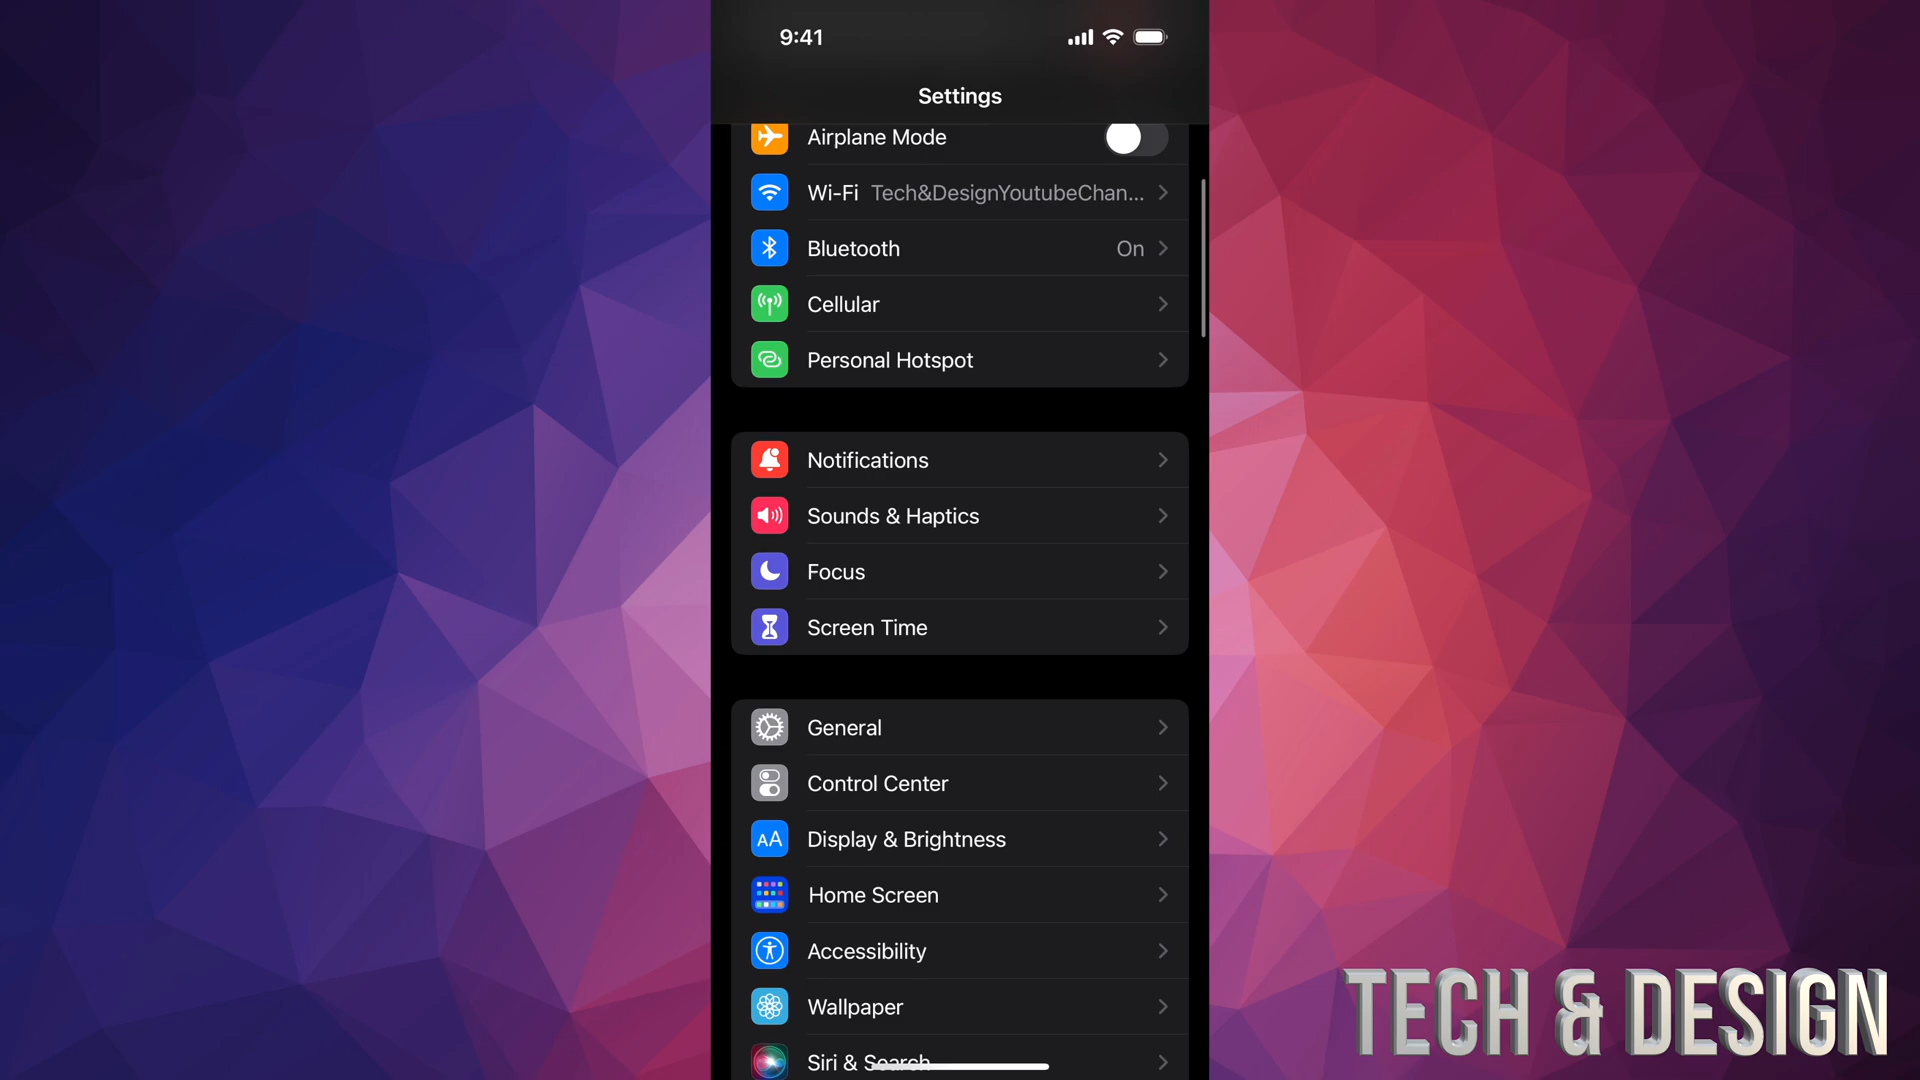 9:41
Settings
Airplane Mode
Wi-Fi Tech&DesignYoutubeChan...
Bluetooth On
Cellular
Personal Hotspot
Notifications
Sounds & Haptics
Focus
Screen Time
General
Control Center
AA Display & Brightness
Home Screen
Accessibility
Wallpaper
Siri & Search
TECH & DESIGN